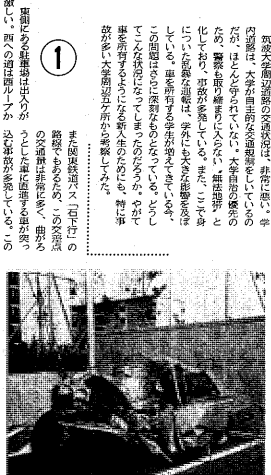 筑波大学周辺道路の交通状況は、非常に悪い。学
内道路は、大学が自主的な交通規制をしいているの
だが、ほとんど守られていない。大学自治の優先の
ため、警察も取り締まりに入らない〝無法地帯〟と
化しており、事故が多発している。また、ここで身
についた乱暴な運転は、学外にも大きな影響を及ぼ
している。車を所有する学生が増えてきている今、
この問題はさらに深刻なものとなっている。どうし
てこんな状況になってしまったのだろうか。やがて
車を所有するようになる新入生のためにも、特に事
故が多い大学周辺五ケ所から考察してみた。
①
東側にある駐車場は出入りが
激しい。西への道は西ループか
また関東鉄道バス「石下行」の
路線でもあるため、この交差点
の交通量は非常に多く、曲がろ
うとした車に直進する車が突っ
込む事故が多発している。この